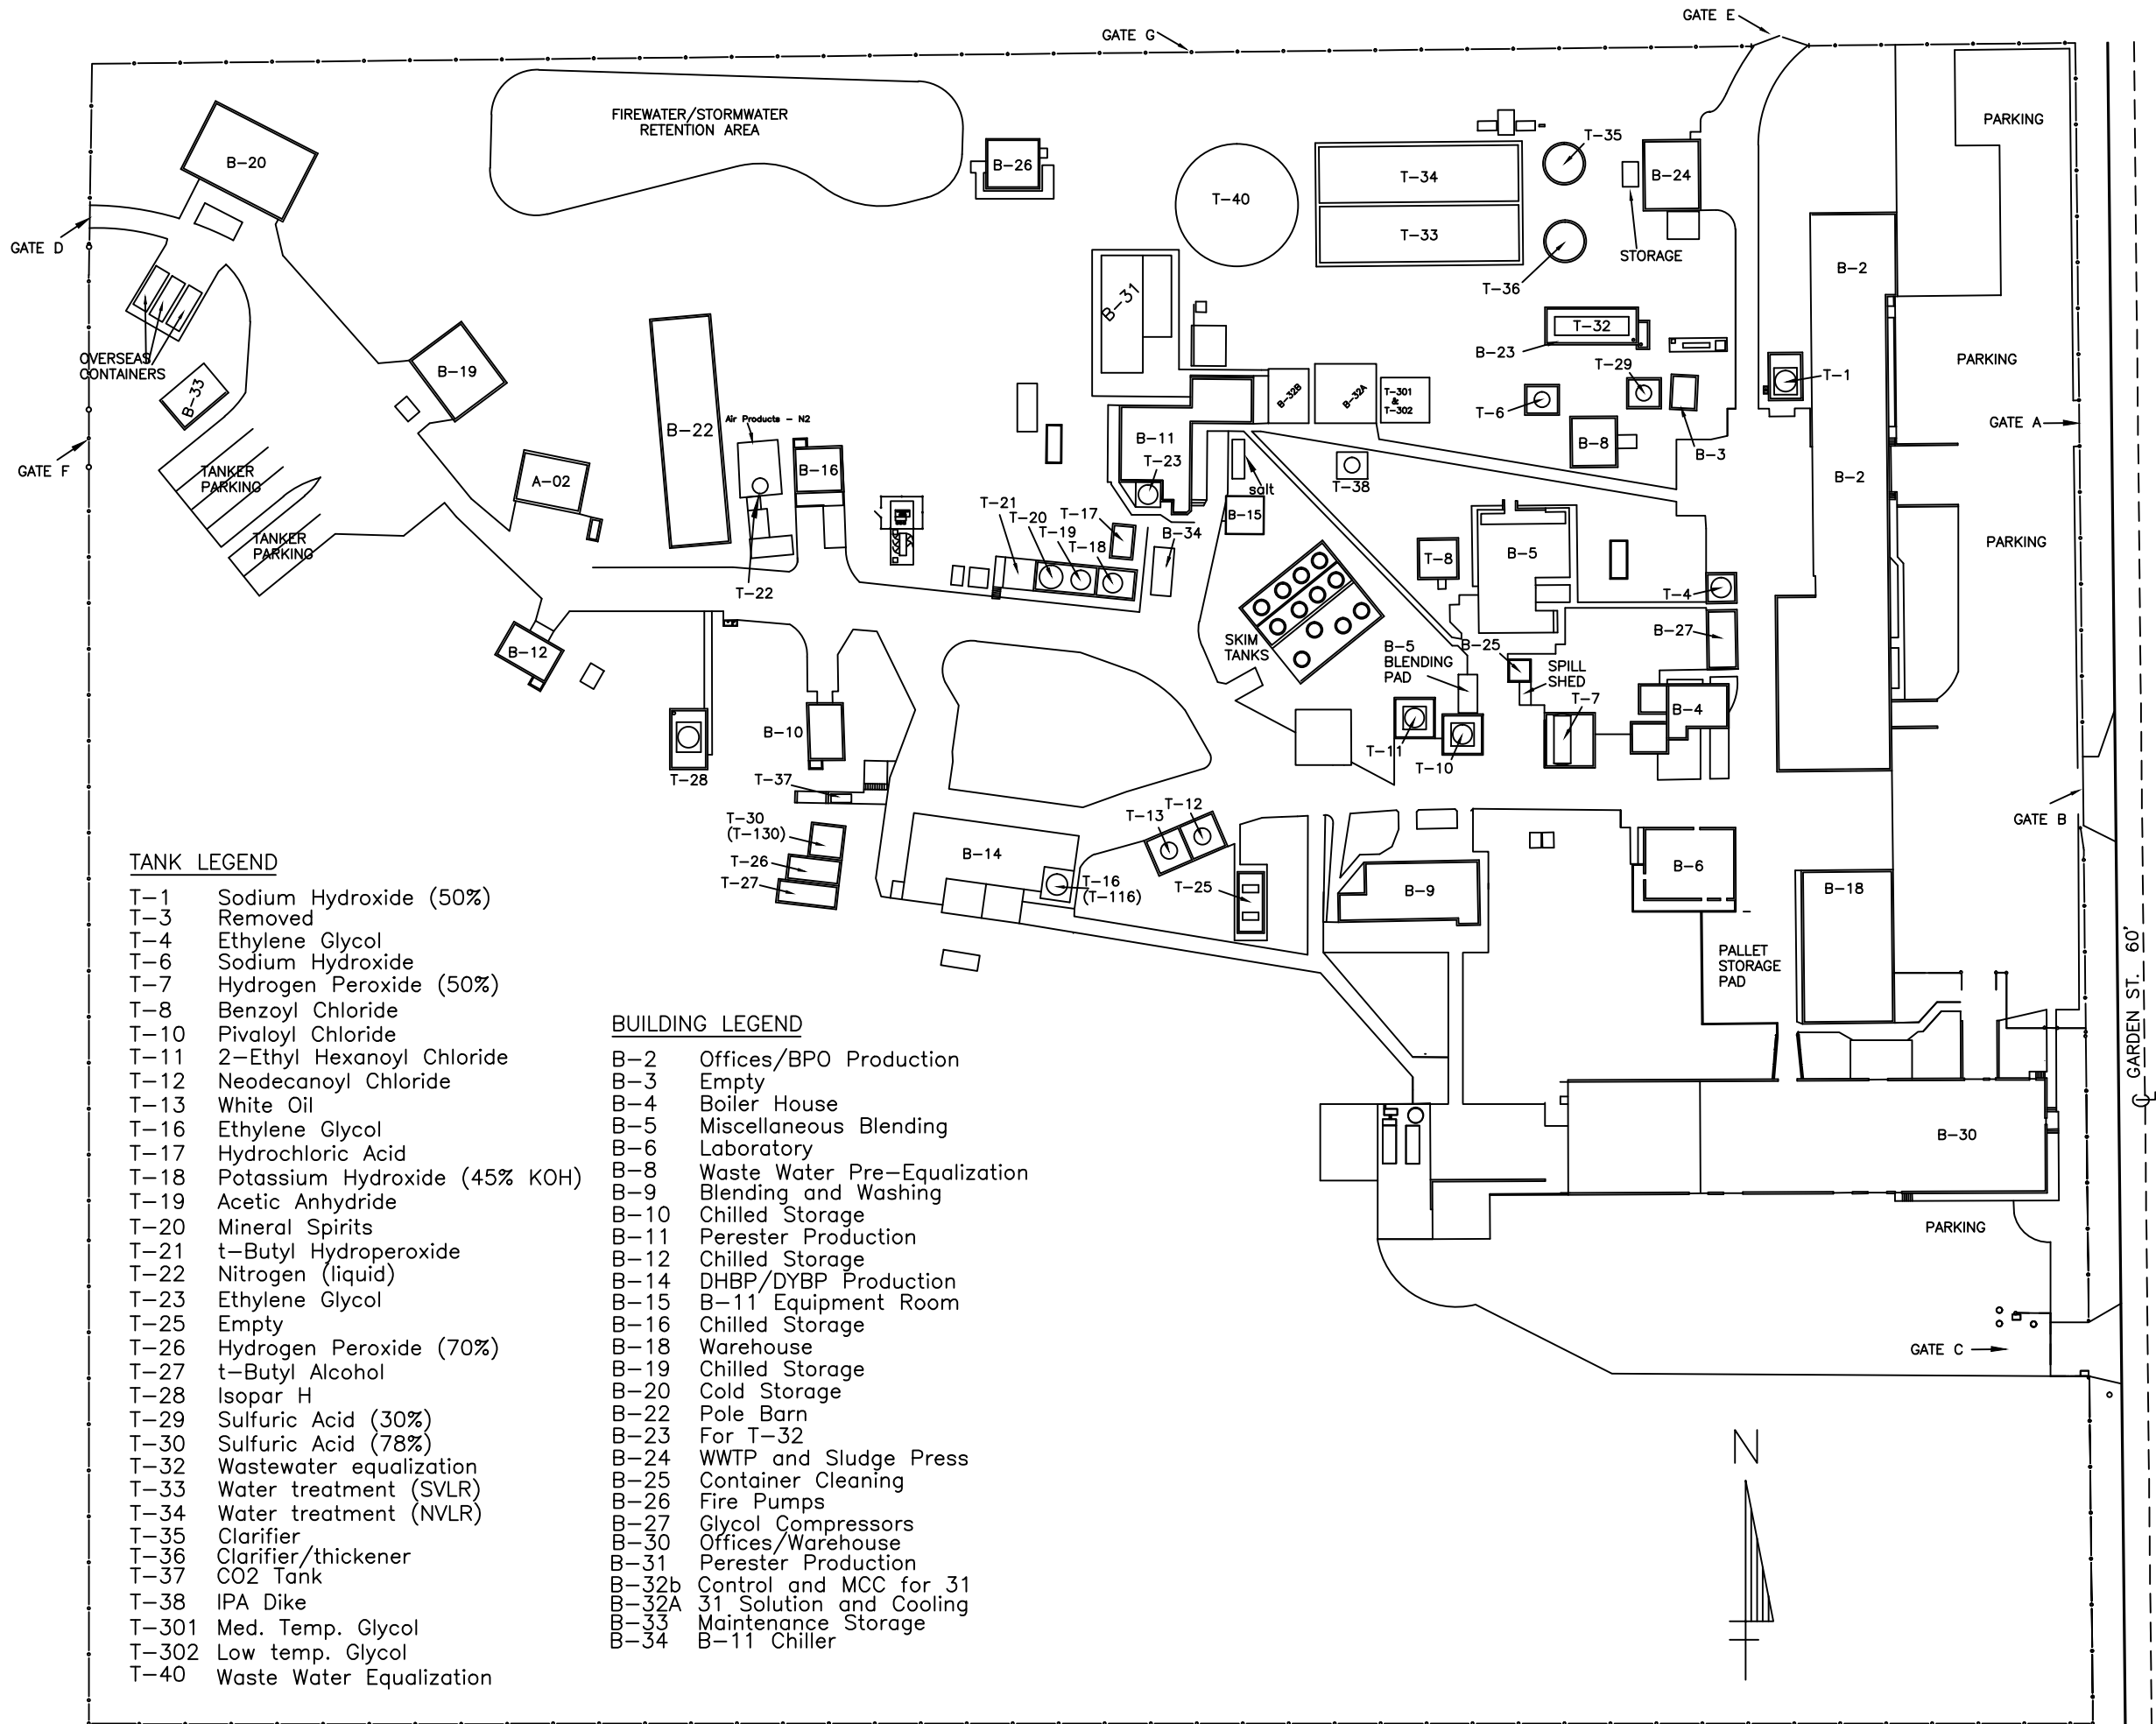 GATE E
GATE G
FIREWATER/STORMWATER
RETENTION AREA
PARKING
B-20
B-26
T-35
T-34
B-24
T-40
T-33
GATE D
STORAGE
B-2
T-36
B-31
T-32
B-23
OVERSEAS
CONTAINERS
PARKING
B-19
B-33
T-29
T-1
B-32B
B-32A
T-301
&
T-302
T-6
Air Products - N2
GATE A
B-22
B-11
B-8
B-3
GATE F
TANKER
PARKING
A-02
B-16
T-23
T-38
salt
B-2
T-21
T-20
T-19
T-18
T-17
B-34
B-15
TANKER
PARKING
T-8
B-5
PARKING
T-22
T-4
B-12
SKIM
TANKS
B-5
BLENDING
PAD
B-25
SPILL
SHED
B-27
T-7
B-4
B-10
T-28
T-11
T-10
T-37
GATE B
T-30
(T-130)
T-26
T-27
B-14
T-16
(T-116)
T-13
T-12
T-25
B-9
B-6
B-18
PALLET
STORAGE
PAD
GARDEN ST. 60'
B-30
PARKING
GATE C
N
TANK LEGEND
T-1 Sodium Hydroxide (50%)
T-3 Removed
T-4 Ethylene Glycol
T-6 Sodium Hydroxide
T-7 Hydrogen Peroxide (50%)
T-8 Benzoyl Chloride
T-10 Pivaloyl Chloride
T-11 2-Ethyl Hexanoyl Chloride
T-12 Neodecanoyl Chloride
T-13 White Oil
T-16 Ethylene Glycol
T-17 Hydrochloric Acid
T-18 Potassium Hydroxide (45% KOH)
T-19 Acetic Anhydride
T-20 Mineral Spirits
T-21 t-Butyl Hydroperoxide
T-22 Nitrogen (liquid)
T-23 Ethylene Glycol
T-25 Empty
T-26 Hydrogen Peroxide (70%)
T-27 t-Butyl Alcohol
T-28 Isopar H
T-29 Sulfuric Acid (30%)
T-30 Sulfuric Acid (78%)
T-32 Wastewater equalization
T-33 Water treatment (SVLR)
T-34 Water treatment (NVLR)
T-35 Clarifier
T-36 Clarifier/thickener
T-37 CO2 Tank
T-38 IPA Dike
T-301 Med. Temp. Glycol
T-302 Low temp. Glycol
T-40 Waste Water Equalization
BUILDING LEGEND
B-2 Offices/BPO Production
B-3 Empty
B-4 Boiler House
B-5 Miscellaneous Blending
B-6 Laboratory
B-8 Waste Water Pre-Equalization
B-9 Blending and Washing
B-10 Chilled Storage
B-11 Perester Production
B-12 Chilled Storage
B-14 DHBP/DYBP Production
B-15 B-11 Equipment Room
B-16 Chilled Storage
B-18 Warehouse
B-19 Chilled Storage
B-20 Cold Storage
B-22 Pole Barn
B-23 For T-32
B-24 WWTP and Sludge Press
B-25 Container Cleaning
B-26 Fire Pumps
B-27 Glycol Compressors
B-30 Offices/Warehouse
B-31 Perester Production
B-32b Control and MCC for 31
B-32A 31 Solution and Cooling
B-33 Maintenance Storage
B-34 B-11 Chiller